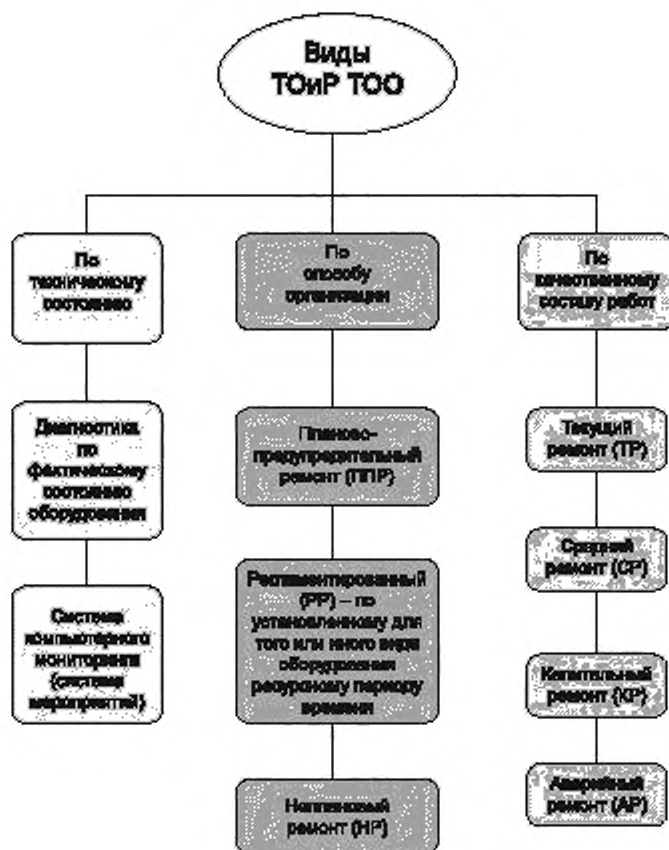 Виды
ТОиР ТОО
По
техническому
состоянию
Диагностика
по
фактическому
состоянию
оборудования
Система
компьютерного
мониторинга
(система
мероприятий)
По
способу
организации
Планово-
предупредительный
ремонт (ППР)
Регламентированный
(РР) – по
установленному для
того или иного вида
оборудования
ресурсному периоду
времени
Неплановый
ремонт (НР)
По
качественному
составу работ
Текущий
ремонт (ТР)
Средний
ремонт (СР)
Капитальный
ремонт (КР)
Аварийный
ремонт (АР)